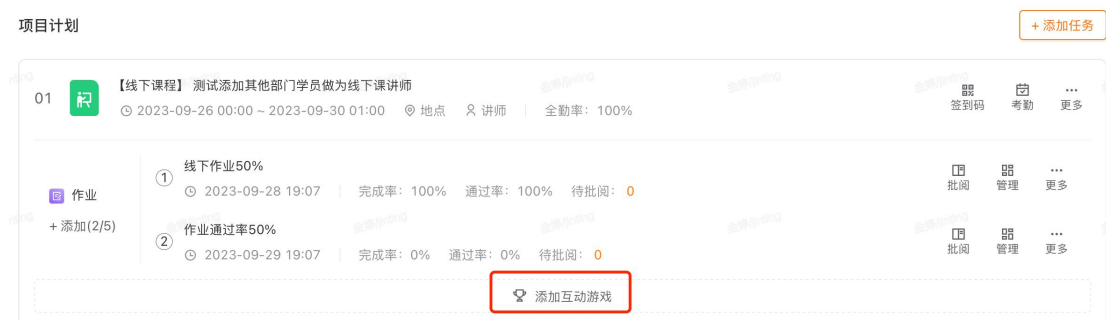 项目计划
+ 添加任务
01
【线下课程】 测试添加其他部门学员做为线下课讲师
2023-09-26 00:00 ~ 2023-09-30 01:00 地点 讲师 全勤率：100%
签到码 考勤 更多
作业
+ 添加(2/5)
1 线下作业50%
2023-09-28 19:07 完成率：100% 通过率：100% 待批阅：0
批阅 管理 更多
2 作业通过率50%
2023-09-29 19:07 完成率：0% 通过率：0% 待批阅：0
批阅 管理 更多
添加互动游戏